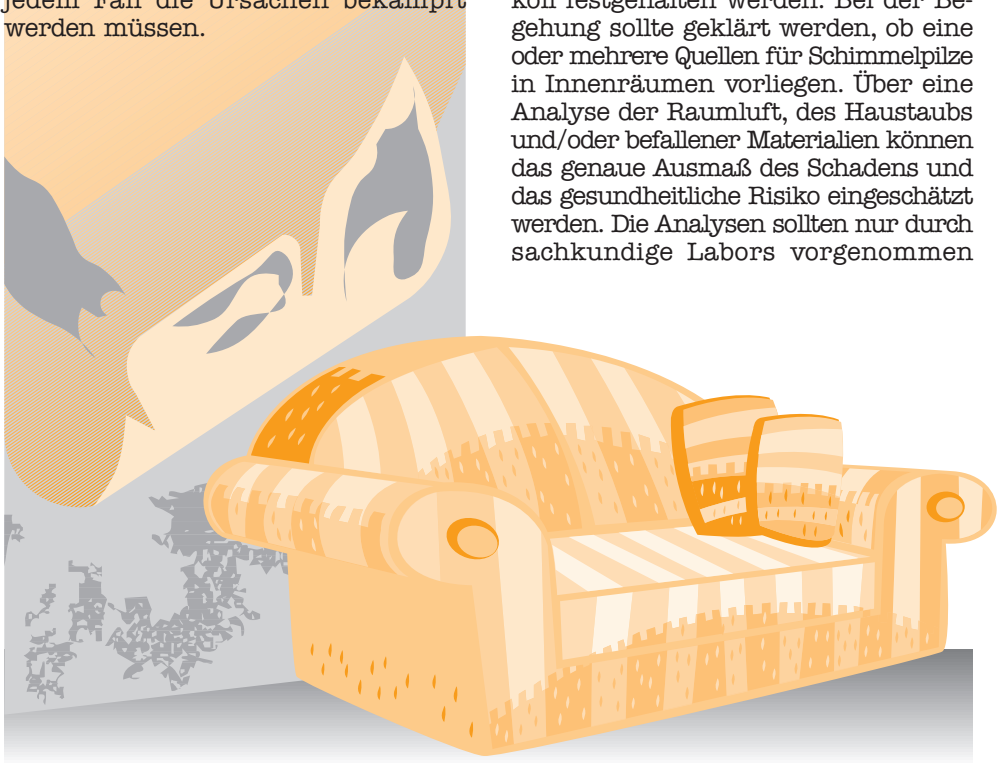 jedem Fall die Ursachen bekämpft
werden müssen.
koll festgehalten werden. Bei der Be-
gehung sollte geklärt werden, ob eine
oder mehrere Quellen für Schimmelpilze
in Innenräumen vorliegen. Über eine
Analyse der Raumluft, des Haustaubs
und/oder befallener Materialien können
das genaue Ausmaß des Schadens und
das gesundheitliche Risiko eingeschätzt
werden. Die Analysen sollten nur durch
sachkundige Labors vorgenommen